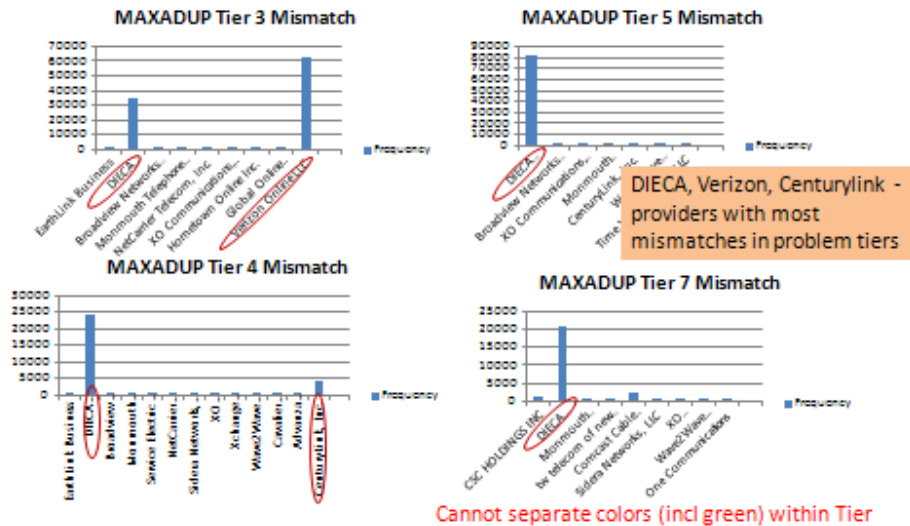 MAXADUP Tier 3 Mismatch
70000
60000
50000
40000
30000
20000
10000
0
EarthLink Business
DIECA
Broadview Networks..
Monmouth Telephone..
NetCarrier Telecom, Inc
XO Communications..
Hometown Online Inc.
Global Online..
Verizon Online LLC
Frequency
MAXADUP Tier 5 Mismatch
90000
80000
70000
60000
50000
40000
30000
20000
10000
0
DIECA..
Broadview Networks..
XO Communications,..
Monmouth..
CenturyLink, Inc.
Frequency
DIECA, Verizon, Centurylink -
providers with most
mismatches in problem tiers
MAXADUP Tier 4 Mismatch
30000
25000
20000
15000
10000
5000
0
Earthlink Business
DIECA
Broadview
Monmouth
Service Electric
NetCarrier
Sidera Networks,
XO
Xchange
Wave2Wave
Cavalier
Advanza
CenturyLink, Inc
Frequency
MAXADUP Tier 7 Mismatch
25000
20000
15000
10000
5000
0
CSC HOLDINGS INC
DIECA
Monmouth..
tw telecom of new..
Comcast Cable..
Sidera Networks, LLC
XO..
Wave2Wave..
One Communications
Frequency
Cannot separate colors (incl green) within Tier